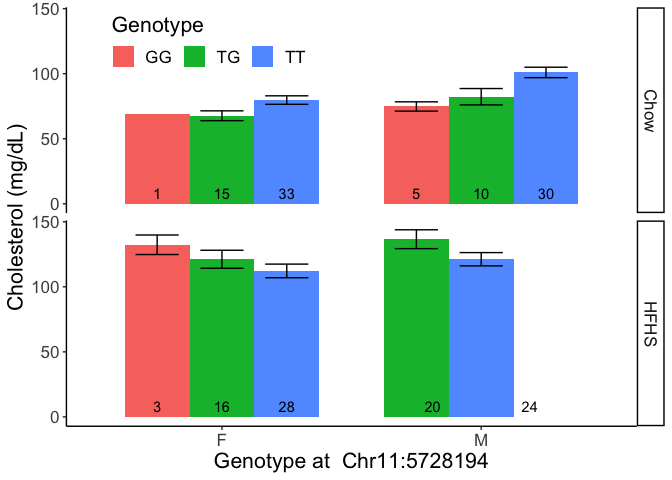 Genotype
GG TG TT
Cholesterol (mg/dL)
150
100
50
0
1 15 33 5 10 30
Chow
150
100
50
0
3 16 28 20 24
HFHS
F M
Genotype at  Chr11:5728194